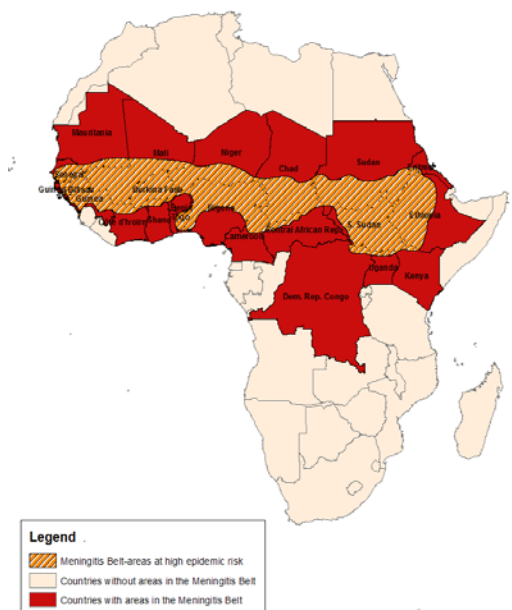 Mauritania
Mali
Niger
Chad
Sudan
Eritrea
Senegal
Guinea Bissau
Guinea
Burkina Faso
Cote d'Ivoire
Ghana
Togo
Nigeria
Cameroon
Central African Rep.
S. Sudan
Ethiopia
Uganda
Kenya
Dem. Rep. Congo
Legend
Meningitis Belt-areas at high epidemic risk
Countries without areas in the Meningitis Belt
Countries with areas in the Meningitis Belt